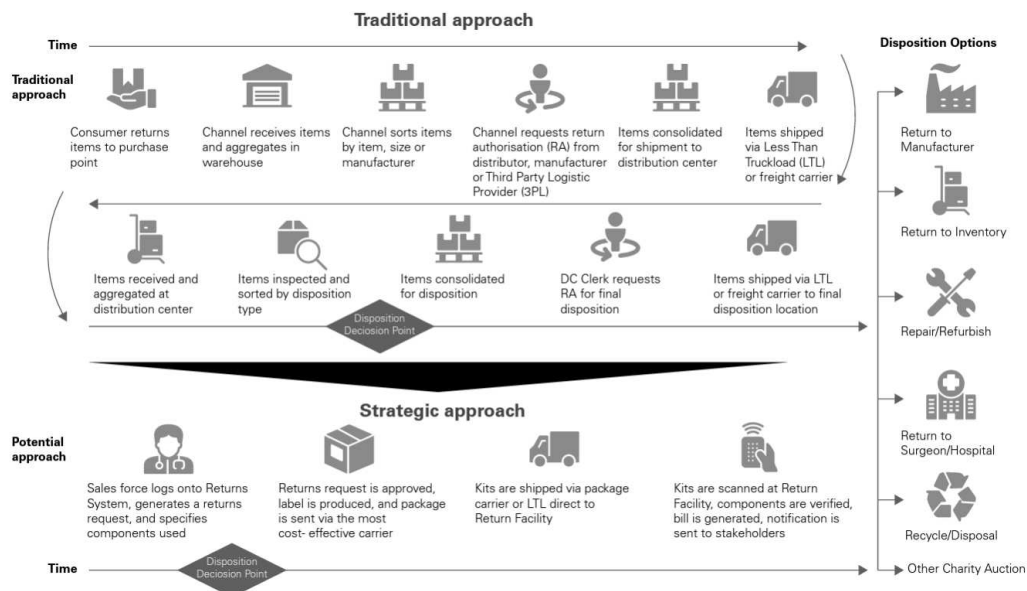 Traditional approach
Time
Disposition Options
Traditional
approach
Consumer returns
items to purchase
point
Channel receives items
and aggregates in
warehouse
Channel sorts items
by item, size or
manufacturer
Channel requests return
authorisation (RA) from
distributor, manufacturer
or Third Party Logistic
Provider (3PL)
Items consolidated
for shipment to
distribution center
Items shipped
via Less Than
Truckload (LTL)
or freight carrier
Return to
Manufacturer
Return to Inventory
Items received and
aggregated at
distribution center
Items inspected and
sorted by disposition
type
Items consolidated
for disposition
DC Clerk requests
RA for final
disposition
Items shipped via LTL
or freight carrier to final
disposition location
Disposition
Deciosion Point
Repair/Refurbish
Strategic approach
Potential
approach
Sales force logs onto Returns
System, generates a returns
request, and specifies
components used
Returns request is approved,
label is produced, and package
is sent via the most
cost- effective carrier
Kits are shipped via package
carrier or LTL direct to
Return Facility
Kits are scanned at Return
Facility, components are verified,
bill is generated, notification is
sent to stakeholders
Return to
Surgeon/Hospital
Recycle/Disposal
Disposition
Deciosion Point
Time
Other Charity Auction